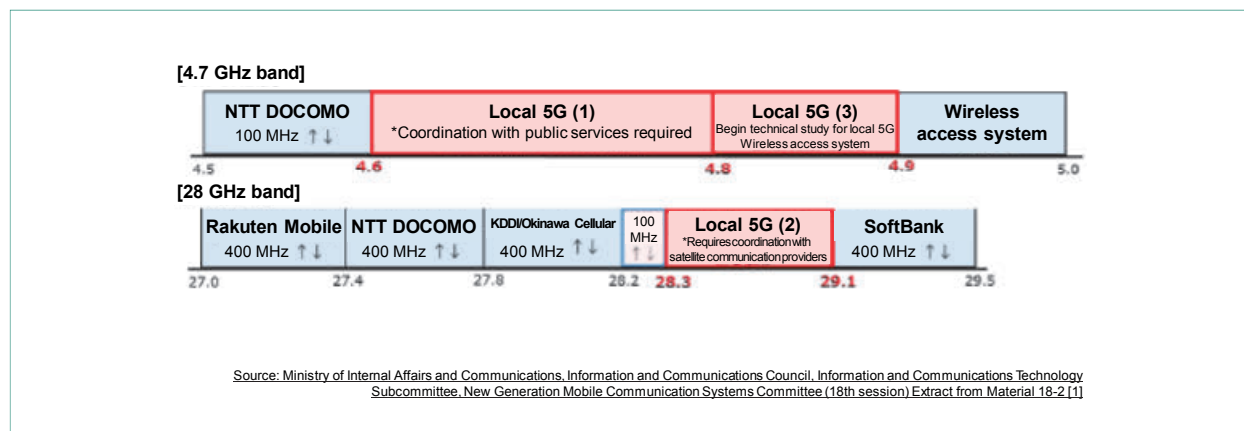 [4.7 GHz band]
NTT DOCOMO
100 MHz ↑↓
Local 5G (1)
*Coordination with public services required
Local 5G (3)
Begin technical study for local 5G
Wireless access system
Wireless
access system
4.5 4.6 4.8 4.9 5.0
[28 GHz band]
Rakuten Mobile
400 MHz ↑↓
NTT DOCOMO
400 MHz ↑↓
KDDI/Okinawa Cellular
400 MHz ↑↓
100
MHz
↑↓
Local 5G (2)
*Requires coordination with
satellite communication providers
SoftBank
400 MHz ↑↓
27.0 27.4 27.8 28.2 28.3 29.1 29.5
Source: Ministry of Internal Affairs and Communications, Information and Communications Council, Information and Communications Technology
Subcommittee, New Generation Mobile Communication Systems Committee (18th session) Extract from Material 18-2 [1]